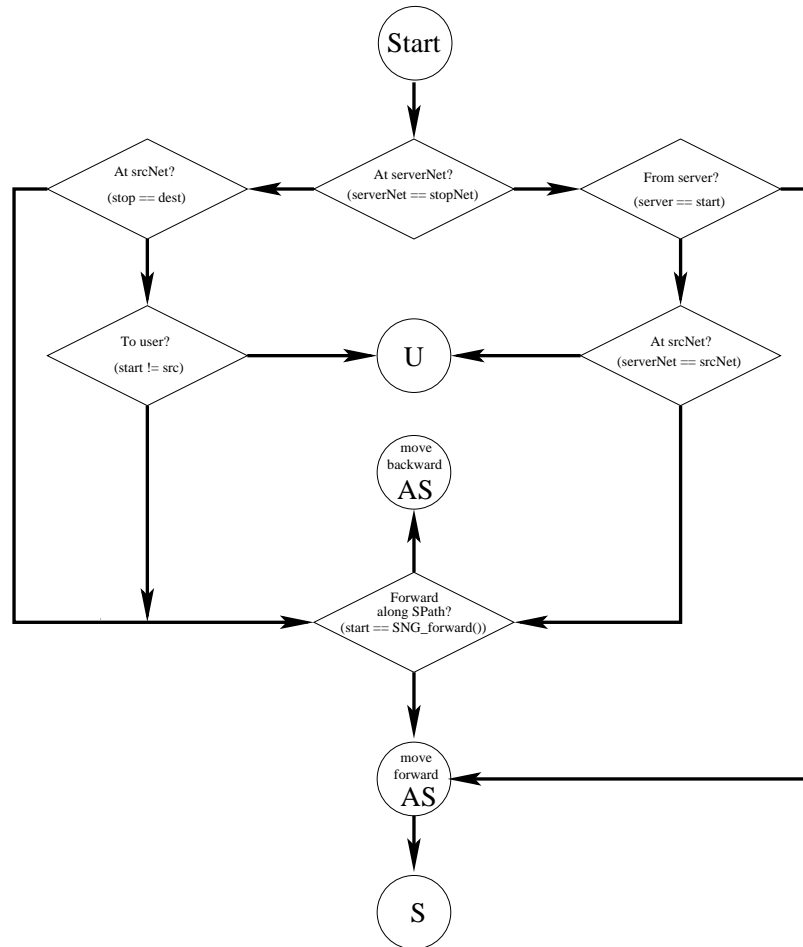 Start
At srcNet?
(stop == dest)
At serverNet?
(serverNet == stopNet)
From server?
(server == start)
To user?
(start != src)
U
At srcNet?
(serverNet == srcNet)
move
backward
AS
Forward
along SPath?
(start == SNG_forward())
move
forward
AS
S